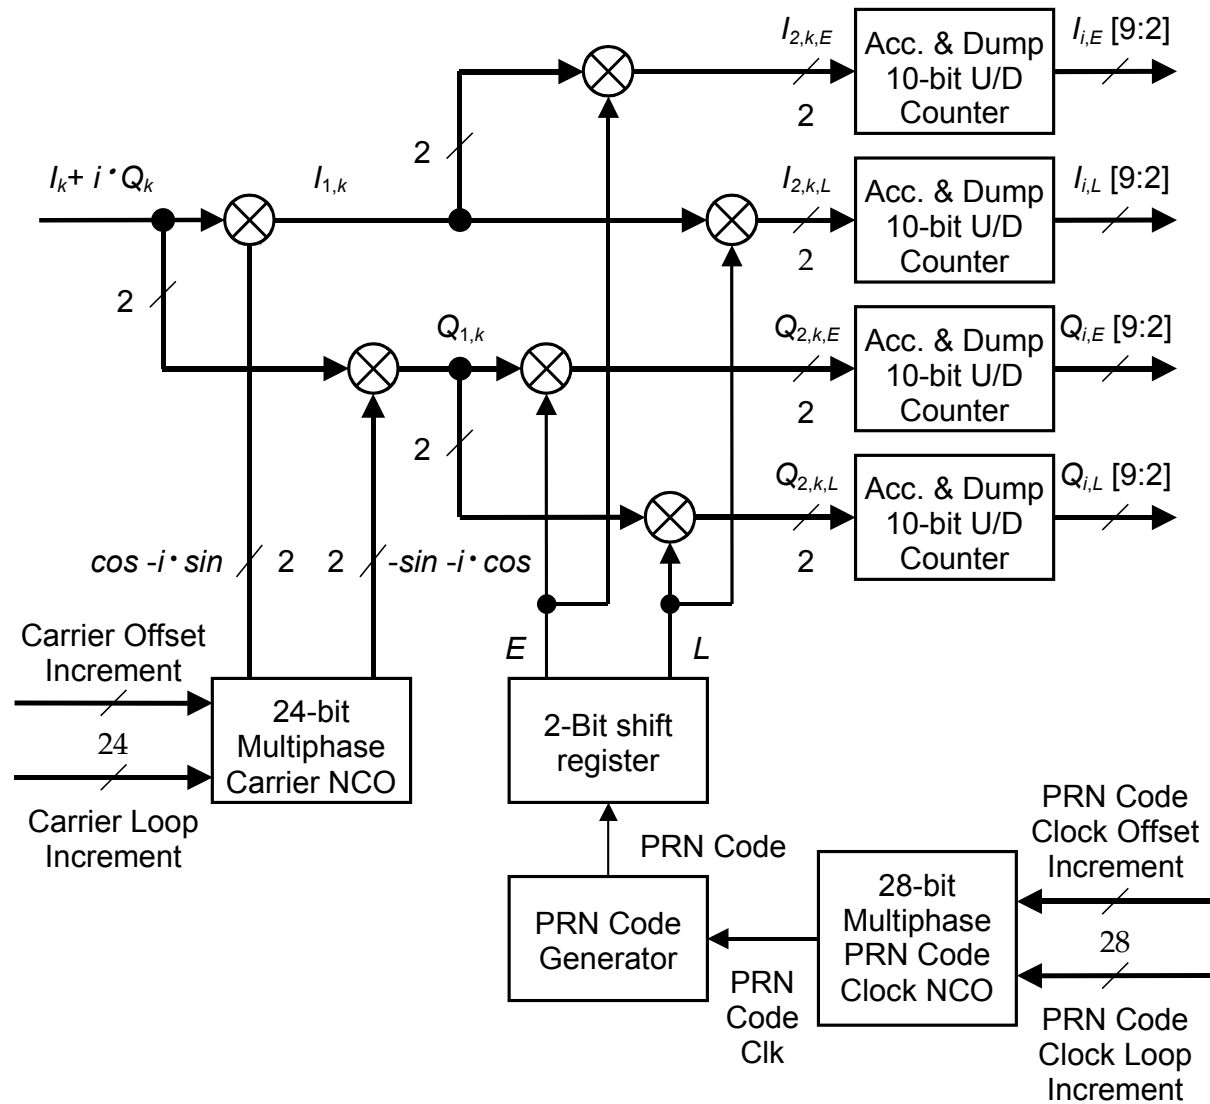 I2,k,E
Acc. & Dump
10-bit U/D
Counter
Ii,E [9:2]
2
2
Ik+ i·Qk
I1,k
I2,k,L
Acc. & Dump
10-bit U/D
Counter
Ii,L [9:2]
2
2
Q1,k
Q2,k,E
Acc. & Dump
10-bit U/D
Counter
Qi,E [9:2]
2
2
Q2,k,L
Acc. & Dump
10-bit U/D
Counter
Qi,L [9:2]
2
cos -i·sin
2
2
-sin -i·cos
Carrier Offset
Increment
24
Carrier Loop
Increment
24-bit
Multiphase
Carrier NCO
E
L
2-Bit shift
register
PRN Code
PRN Code
Generator
PRN
Code
Clk
28-bit
Multiphase
PRN Code
Clock NCO
PRN Code
Clock Offset
Increment
28
PRN Code
Clock Loop
Increment